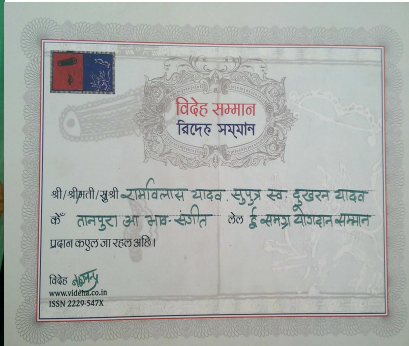 विदेह सम्मान
বিদেহ সম্মান
श्री/श्रीमती/सुश्री रामविलास यादव, सुपुत्र स्व. दुखरन यादव
केँ तानपुरा आ भाव-संगीत लेल ई समग्र योगदान सम्मान
प्रदान कएल जा रहल अछि।
विदेह
www.videha.co.in
ISSN 2229-547X